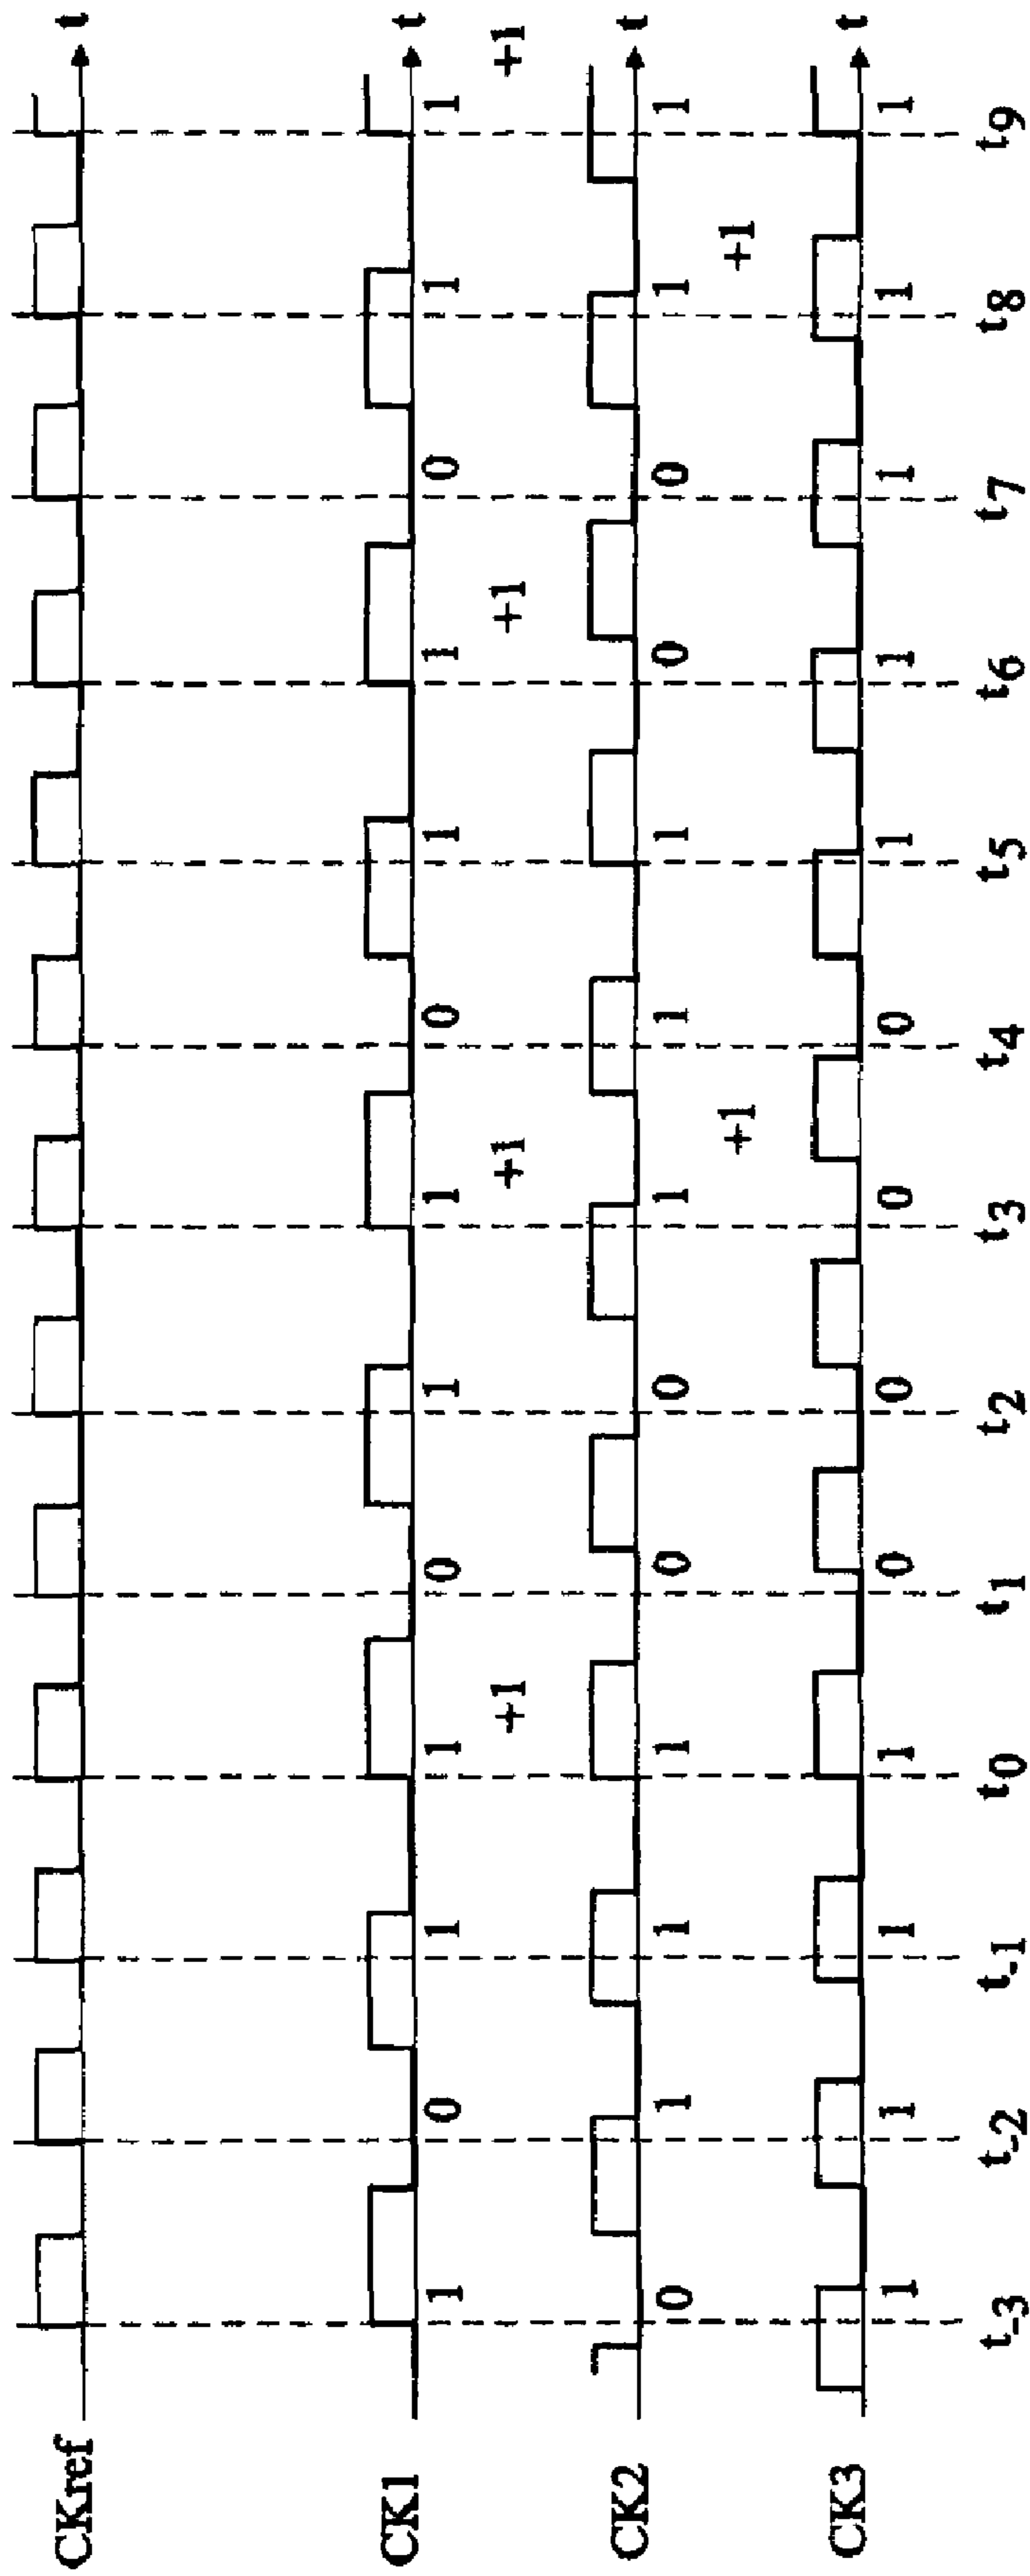 CKref t
CK1 t
1 0 1 1 0 1 1 0 1 1 0 1 1
+1 +1 +1 +1
CK2 t
0 1 1 1 0 0 1 1 1 0 0 1 1
+1 +1
CK3 t
1 1 1 1 0 0 0 0 1 1 1 1 1
t-3 t-2 t-1 t0 t1 t2 t3 t4 t5 t6 t7 t8 t9